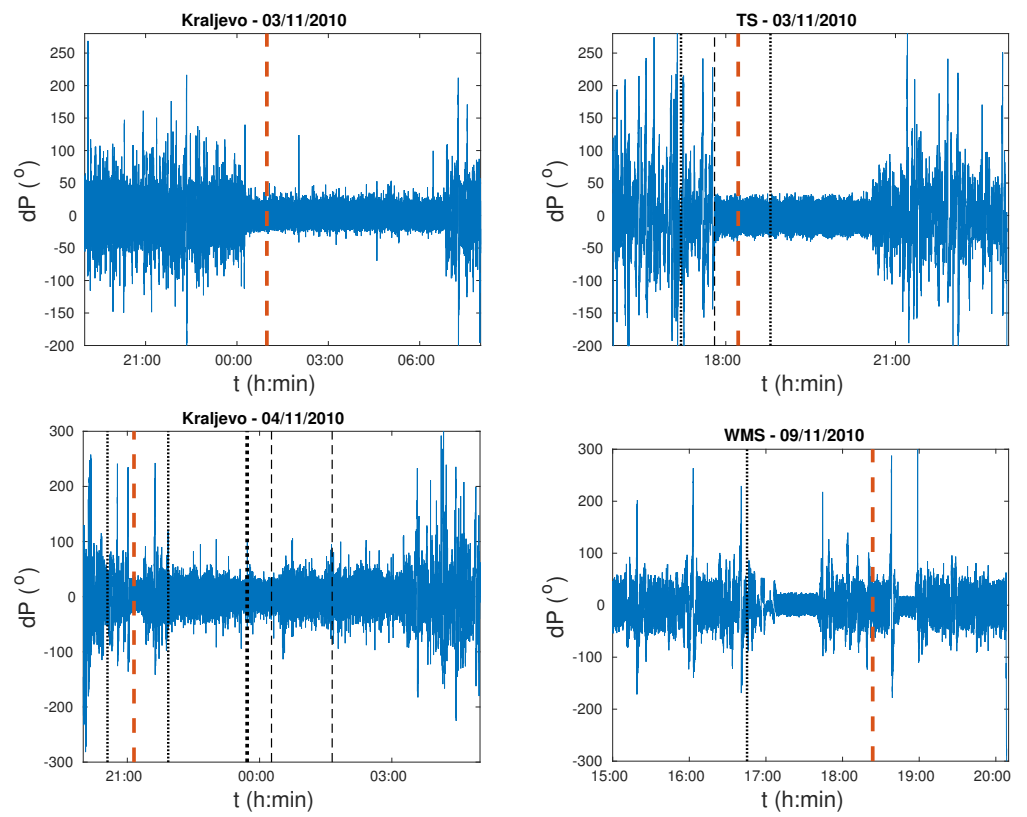 Kraljevo - 03/11/2010
250
200
150
100
50
0
-50
-100
-150
-200
dP ( o)
21:00 00:00 03:00 06:00
t (h:min)
TS - 03/11/2010
250
200
150
100
50
0
-50
-100
-150
-200
dP ( o)
18:00 21:00
t (h:min)
Kraljevo - 04/11/2010
300
200
100
0
-100
-200
-300
dP ( o)
21:00 00:00 03:00
t (h:min)
WMS - 09/11/2010
300
200
100
0
-100
-200
-300
dP ( o)
15:00 16:00 17:00 18:00 19:00 20:00
t (h:min)